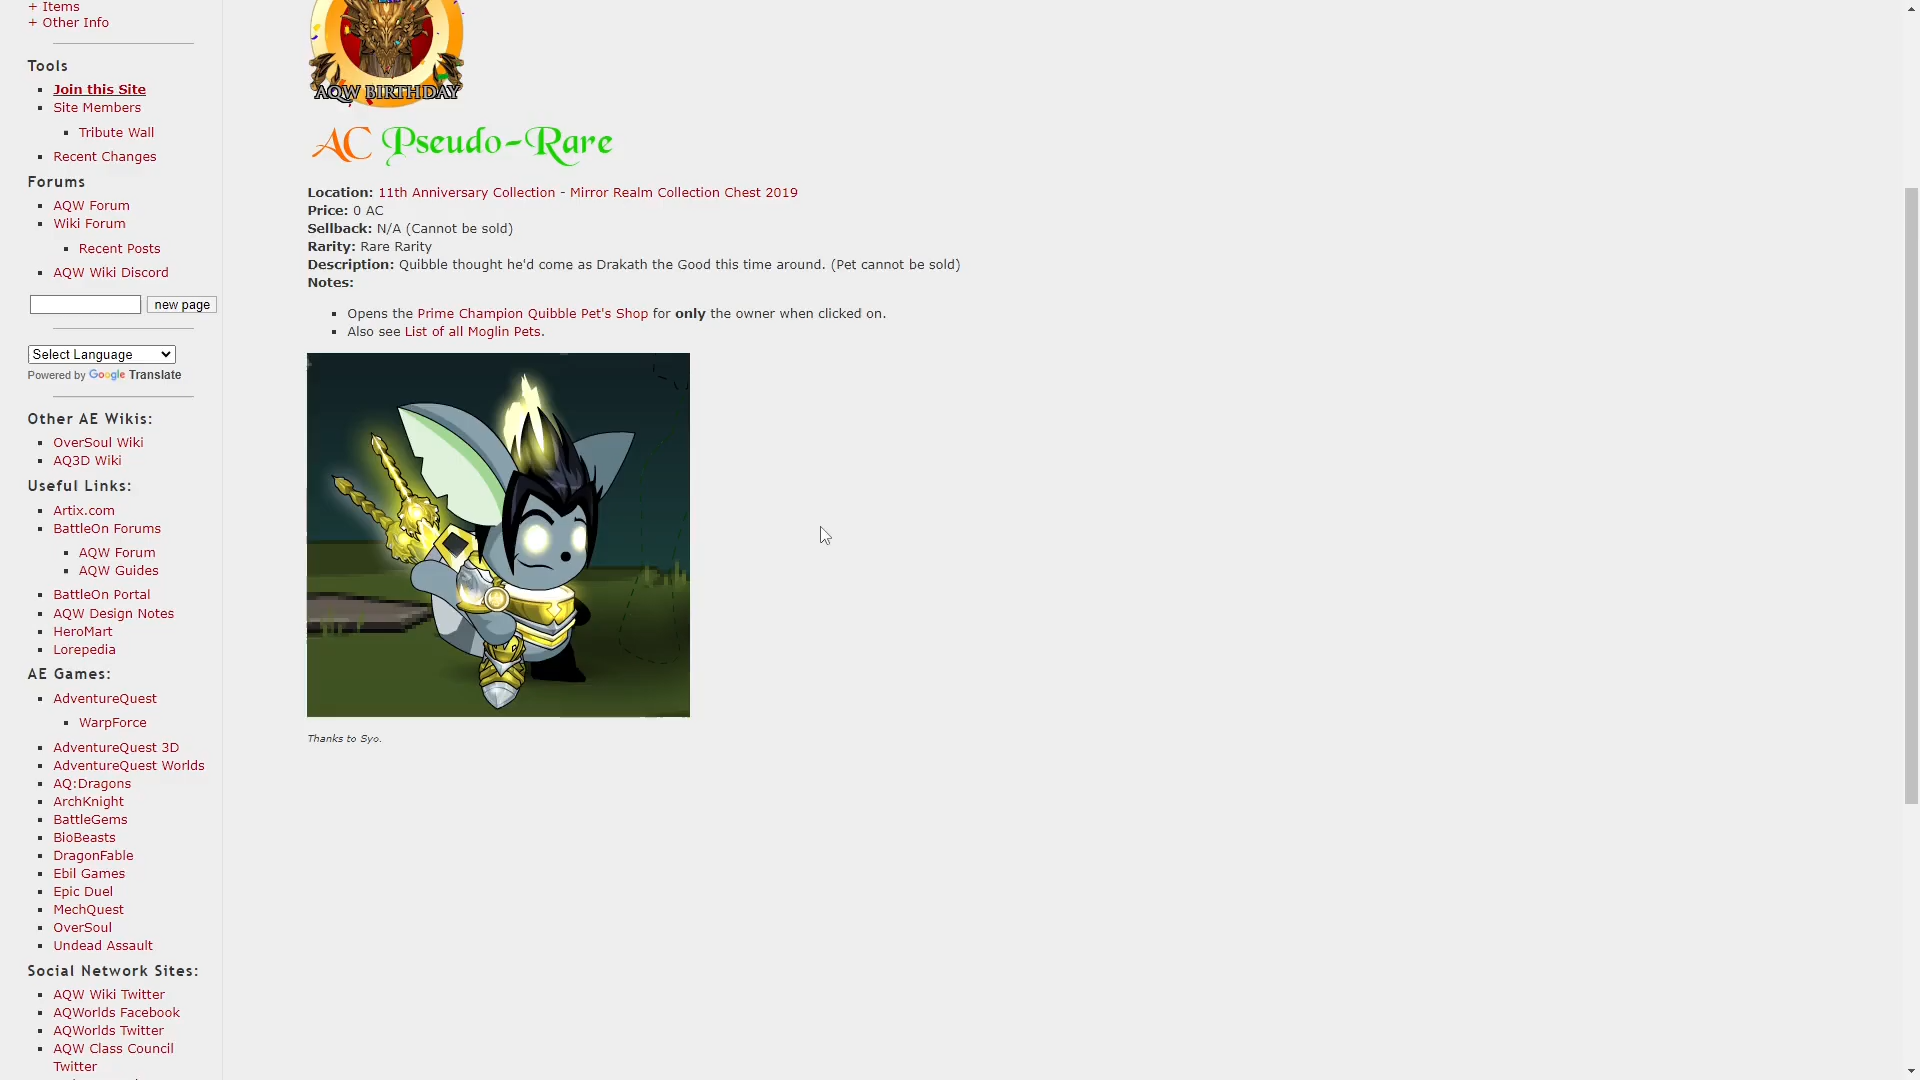 + Items
+ Other Info
Tools
Join this Site
Site Members
Tribute Wall
Recent Changes
Forums
AQW Forum
Wiki Forum
Recent Posts
AQW Wiki Discord
new page
Select Language
Powered by Google Translate
Other AE Wikis:
OverSoul Wiki
AQ3D Wiki
Useful Links:
Artix.com
BattleOn Forums
AQW Forum
AQW Guides
BattleOn Portal
AQW Design Notes
HeroMart
Lorepedia
AE Games:
AdventureQuest
WarpForce
AdventureQuest 3D
AdventureQuest Worlds
AQ:Dragons
ArchKnight
BattleGems
BioBeasts
DragonFable
Ebil Games
Epic Duel
MechQuest
OverSoul
Undead Assault
Social Network Sites:
AQW Wiki Twitter
AQWorlds Facebook
AQWorlds Twitter
AQW Class Council
Twitter
AQW BIRTHDAY
AC Pseudo-Rare
Location: 11th Anniversary Collection - Mirror Realm Collection Chest 2019
Price: 0 AC
Sellback: N/A (Cannot be sold)
Rarity: Rare Rarity
Description: Quibble thought he'd come as Drakath the Good this time around. (Pet cannot be sold)
Notes:
Opens the Prime Champion Quibble Pet's Shop for only the owner when clicked on.
Also see List of all Moglin Pets.
Thanks to Syo.